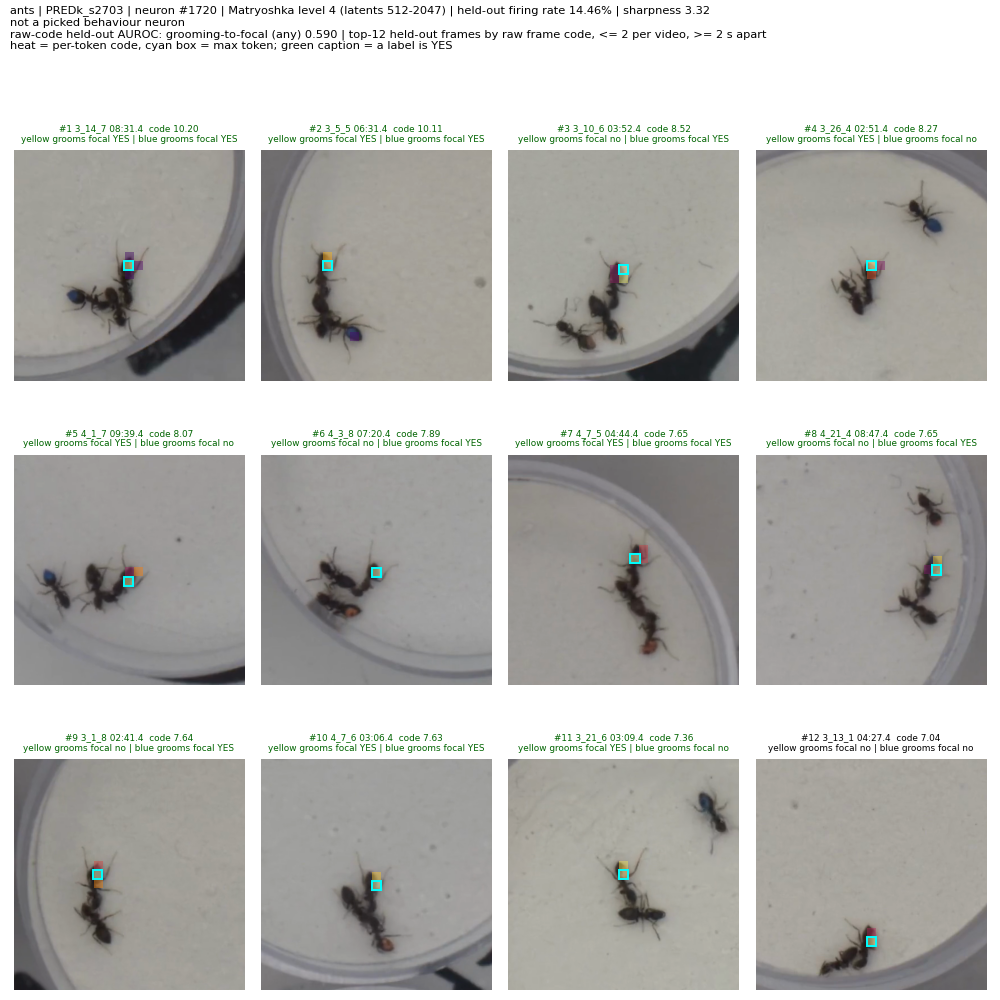 ants | PREDk_s2703 | neuron #1720 | Matryoshka level 4 (latents 512-2047) | held-out firing rate 14.46% | sharpness 3.32
not a picked behaviour neuron
raw-code held-out AUROC: grooming-to-focal (any) 0.590 | top-12 held-out frames by raw frame code, <= 2 per video, >= 2 s apart
heat = per-token code, cyan box = max token; green caption = a label is YES
#1 3_14_7 08:31.4 code 10.20
yellow grooms focal YES | blue grooms focal YES
#2 3_5_5 06:31.4 code 10.11
yellow grooms focal YES | blue grooms focal YES
#3 3_10_6 03:52.4 code 8.52
yellow grooms focal no | blue grooms focal YES
#4 3_26_4 02:51.4 code 8.27
yellow grooms focal YES | blue grooms focal no
#5 4_1_7 09:39.4 code 8.07
yellow grooms focal YES | blue grooms focal no
#6 4_3_8 07:20.4 code 7.89
yellow grooms focal no | blue grooms focal YES
#7 4_7_5 04:44.4 code 7.65
yellow grooms focal YES | blue grooms focal YES
#8 4_21_4 08:47.4 code 7.65
yellow grooms focal no | blue grooms focal YES
#9 3_1_8 02:41.4 code 7.64
yellow grooms focal no | blue grooms focal YES
#10 4_7_6 03:06.4 code 7.63
yellow grooms focal YES | blue grooms focal YES
#11 3_21_6 03:09.4 code 7.36
yellow grooms focal YES | blue grooms focal no
#12 3_13_1 04:27.4 code 7.04
yellow grooms focal no | blue grooms focal no